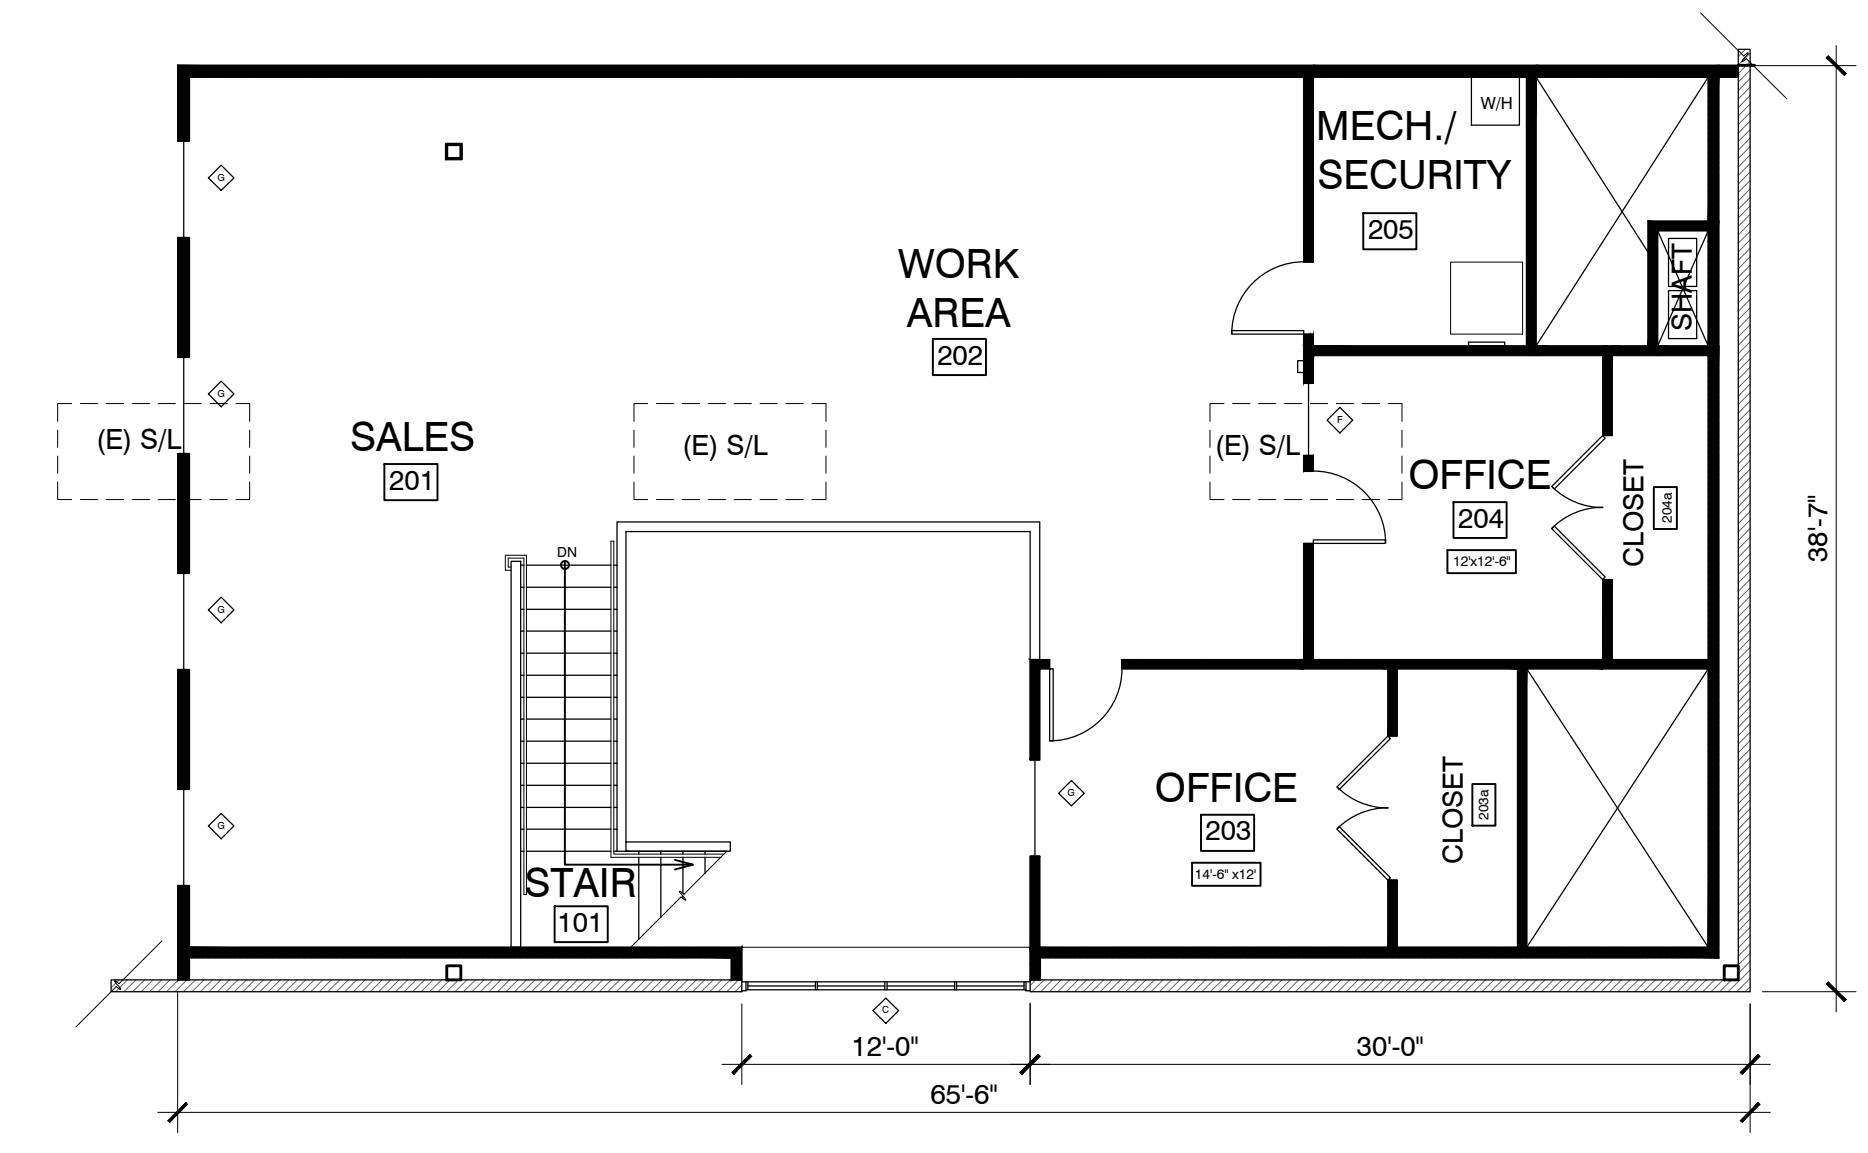 W/H
MECH./
SECURITY
205
G
WORK
AREA
202
SHAFT
G
(E) S/L
SALES
201
(E) S/L
(E) S/L
F
OFFICE
204
12'x12'-6"
CLOSET
204a
38'-7"
DN
G
G
G
OFFICE
203
14'-6" x12'
CLOSET
203a
STAIR
101
C
12'-0"
30'-0"
65'-6"